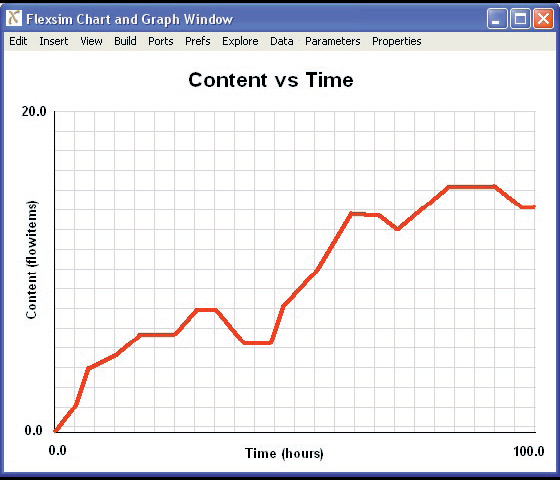 Flexsim Chart and Graph Window
Edit Insert View Build Ports Prefs Explore Data Parameters Properties
Content vs Time
20.0
Content (flowitems)
0.0
0.0 Time (hours) 100.0